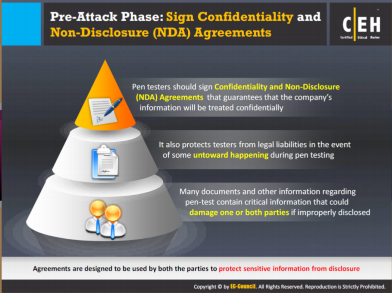 Pre-Attack Phase: Sign Confidentiality and
Non-Disclosure (NDA) Agreements
C|EH
Certified Ethical Hacker
Pen testers should sign Confidentiality and Non-Disclosure
(NDA) Agreements that guarantees that the company's
information will be treated confidentially
It also protects testers from legal liabilities in the event
of some untoward happening during pen testing
Many documents and other information regarding
pen-test contain critical information that could
damage one or both parties if improperly disclosed
Agreements are designed to be used by both the parties to protect sensitive information from disclosure
Copyright © by EC-Council. All Rights Reserved. Reproduction is Strictly Prohibited.